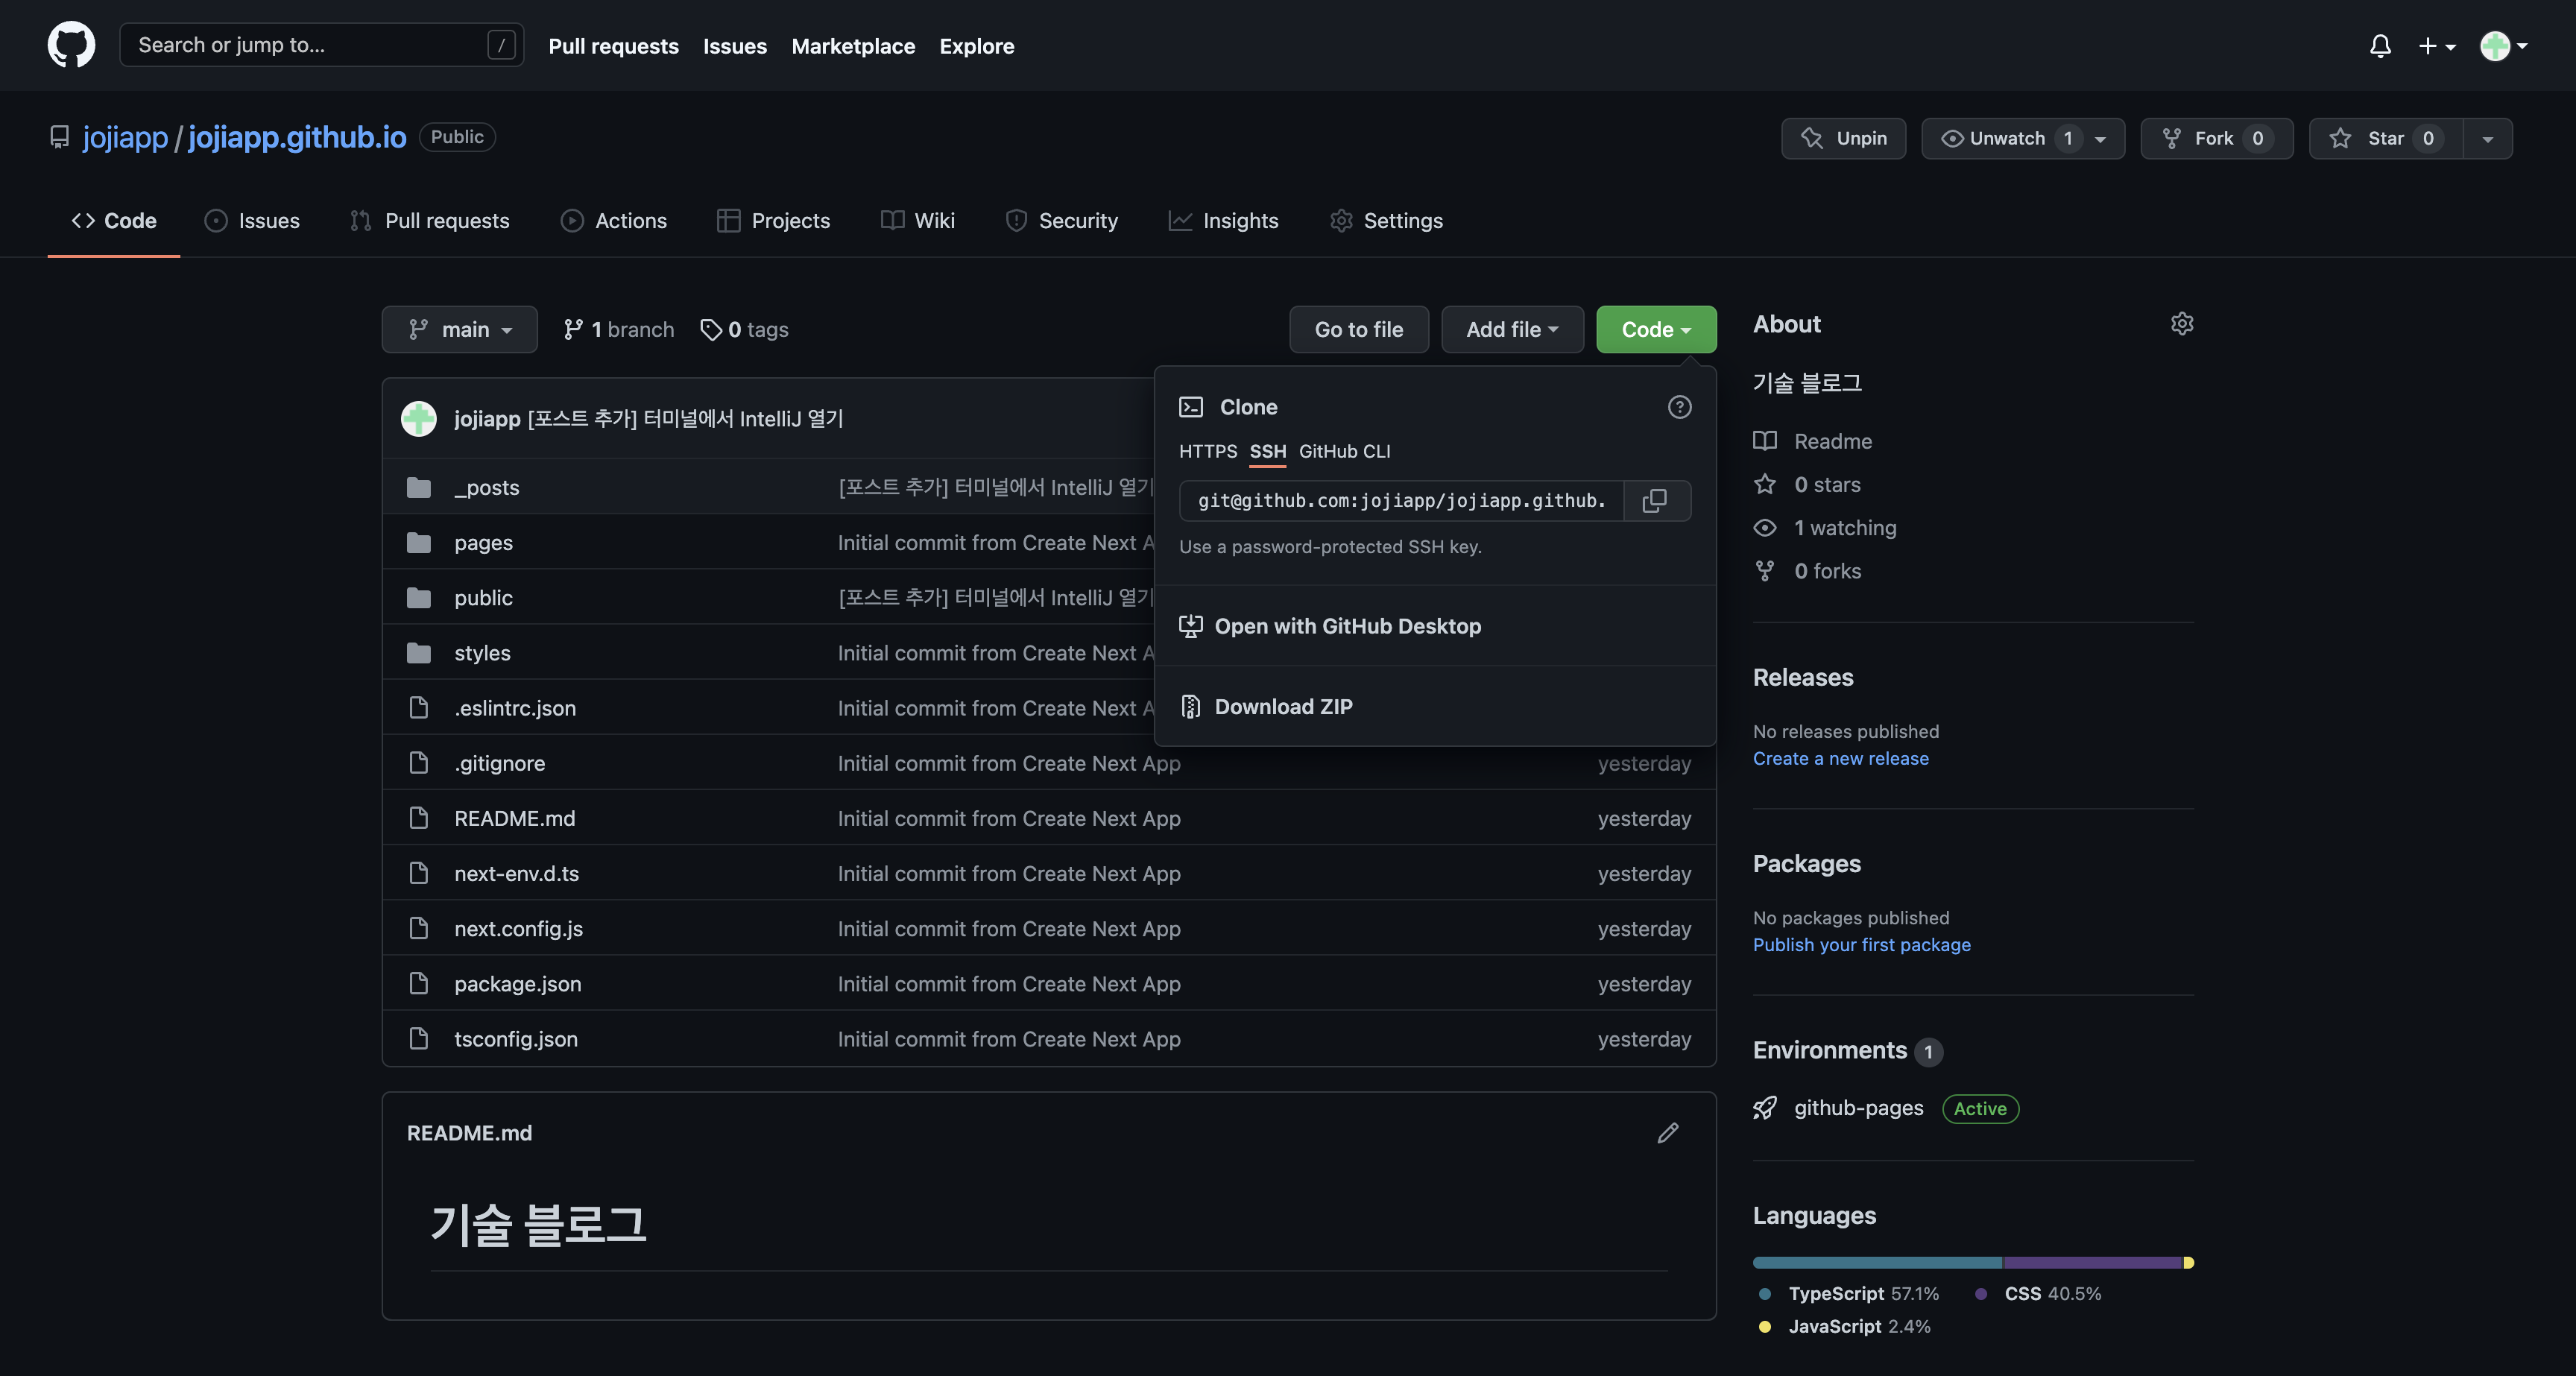 Search or jump to... /
Pull requests Issues Marketplace Explore
jojiapp / jojiapp.github.io Public
Unpin Unwatch 1 Fork 0 Star 0
Code Issues Pull requests Actions Projects Wiki Security Insights Settings
main 1 branch 0 tags Go to file Add file Code
jojiapp [포스트 추가] 터미널에서 IntelliJ 열기
_posts [포스트 추가] 터미널에서 IntelliJ 열기
pages Initial commit from Create Next A
public [포스트 추가] 터미널에서 IntelliJ 열기
styles Initial commit from Create Next A
.eslintrc.json Initial commit from Create Next A
.gitignore Initial commit from Create Next App yesterday
README.md Initial commit from Create Next App yesterday
next-env.d.ts Initial commit from Create Next App yesterday
next.config.js Initial commit from Create Next App yesterday
package.json Initial commit from Create Next App yesterday
tsconfig.json Initial commit from Create Next App yesterday
Clone
HTTPS SSH GitHub CLI
git@github.com:jojiapp/jojiapp.github.
Use a password-protected SSH key.
Open with GitHub Desktop
Download ZIP
README.md
기술 블로그
About
기술 블로그
Readme
0 stars
1 watching
0 forks
Releases
No releases published
Create a new release
Packages
No packages published
Publish your first package
Environments 1
github-pages Active
Languages
TypeScript 57.1% CSS 40.5%
JavaScript 2.4%